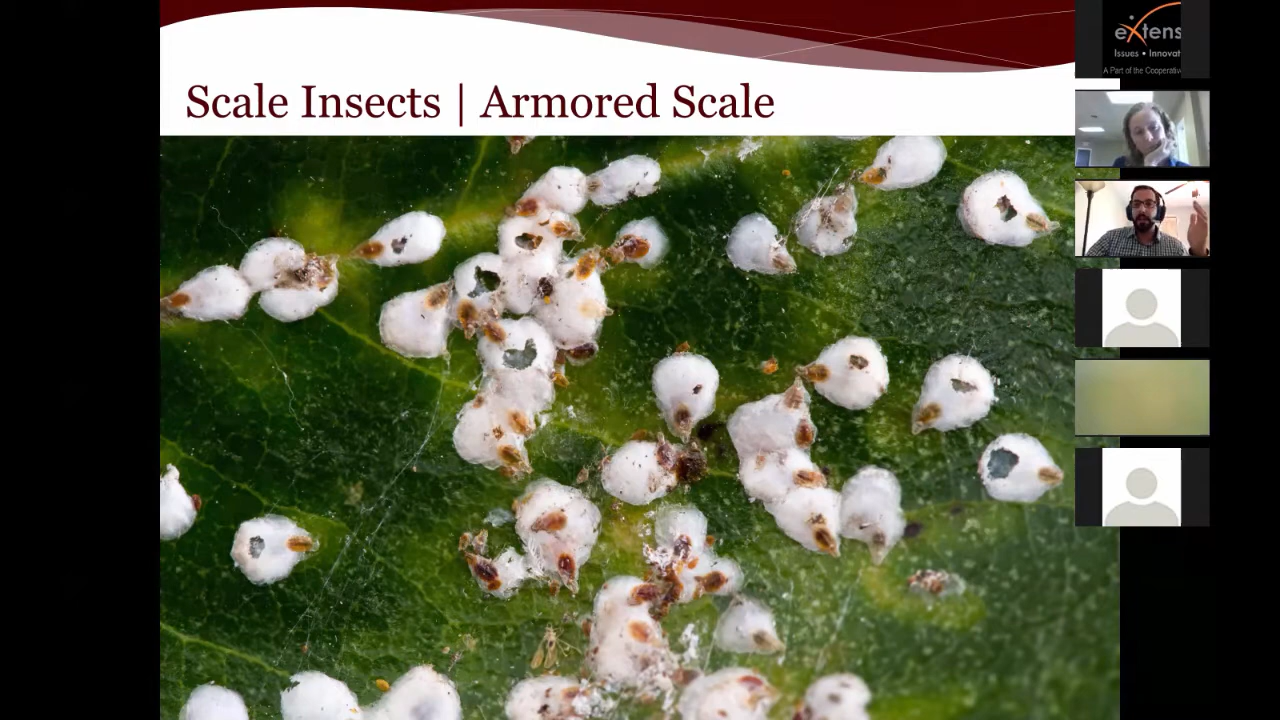 Scale Insects | Armored Scale
eXtens
Issues • Innovat
A Part of the Cooperativ